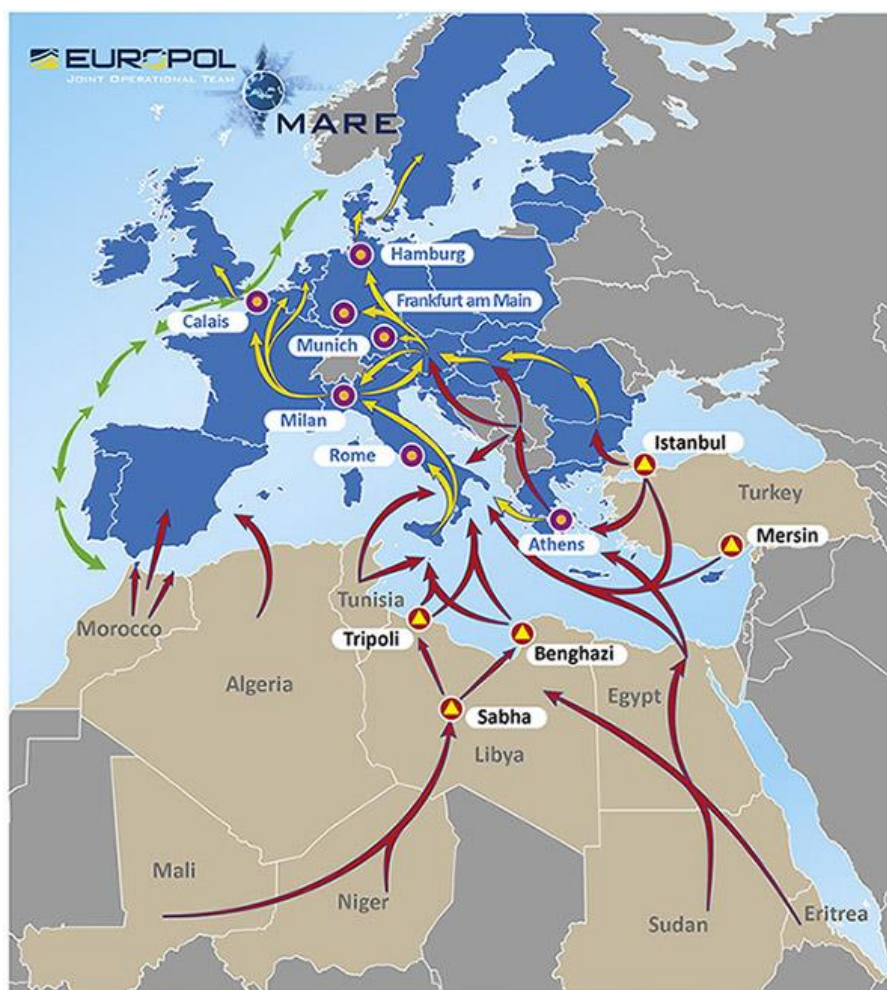 EUROPOL
JOINT OPERATIONAL TEAM
MARE
Hamburg
Frankfurt am Main
Calais
Munich
Milan
Istanbul
Rome
Turkey
Athens
Mersin
Tunisia
Morocco
Tripoli
Benghazi
Algeria
Egypt
Sabha
Libya
Mali
Niger
Sudan
Eritrea